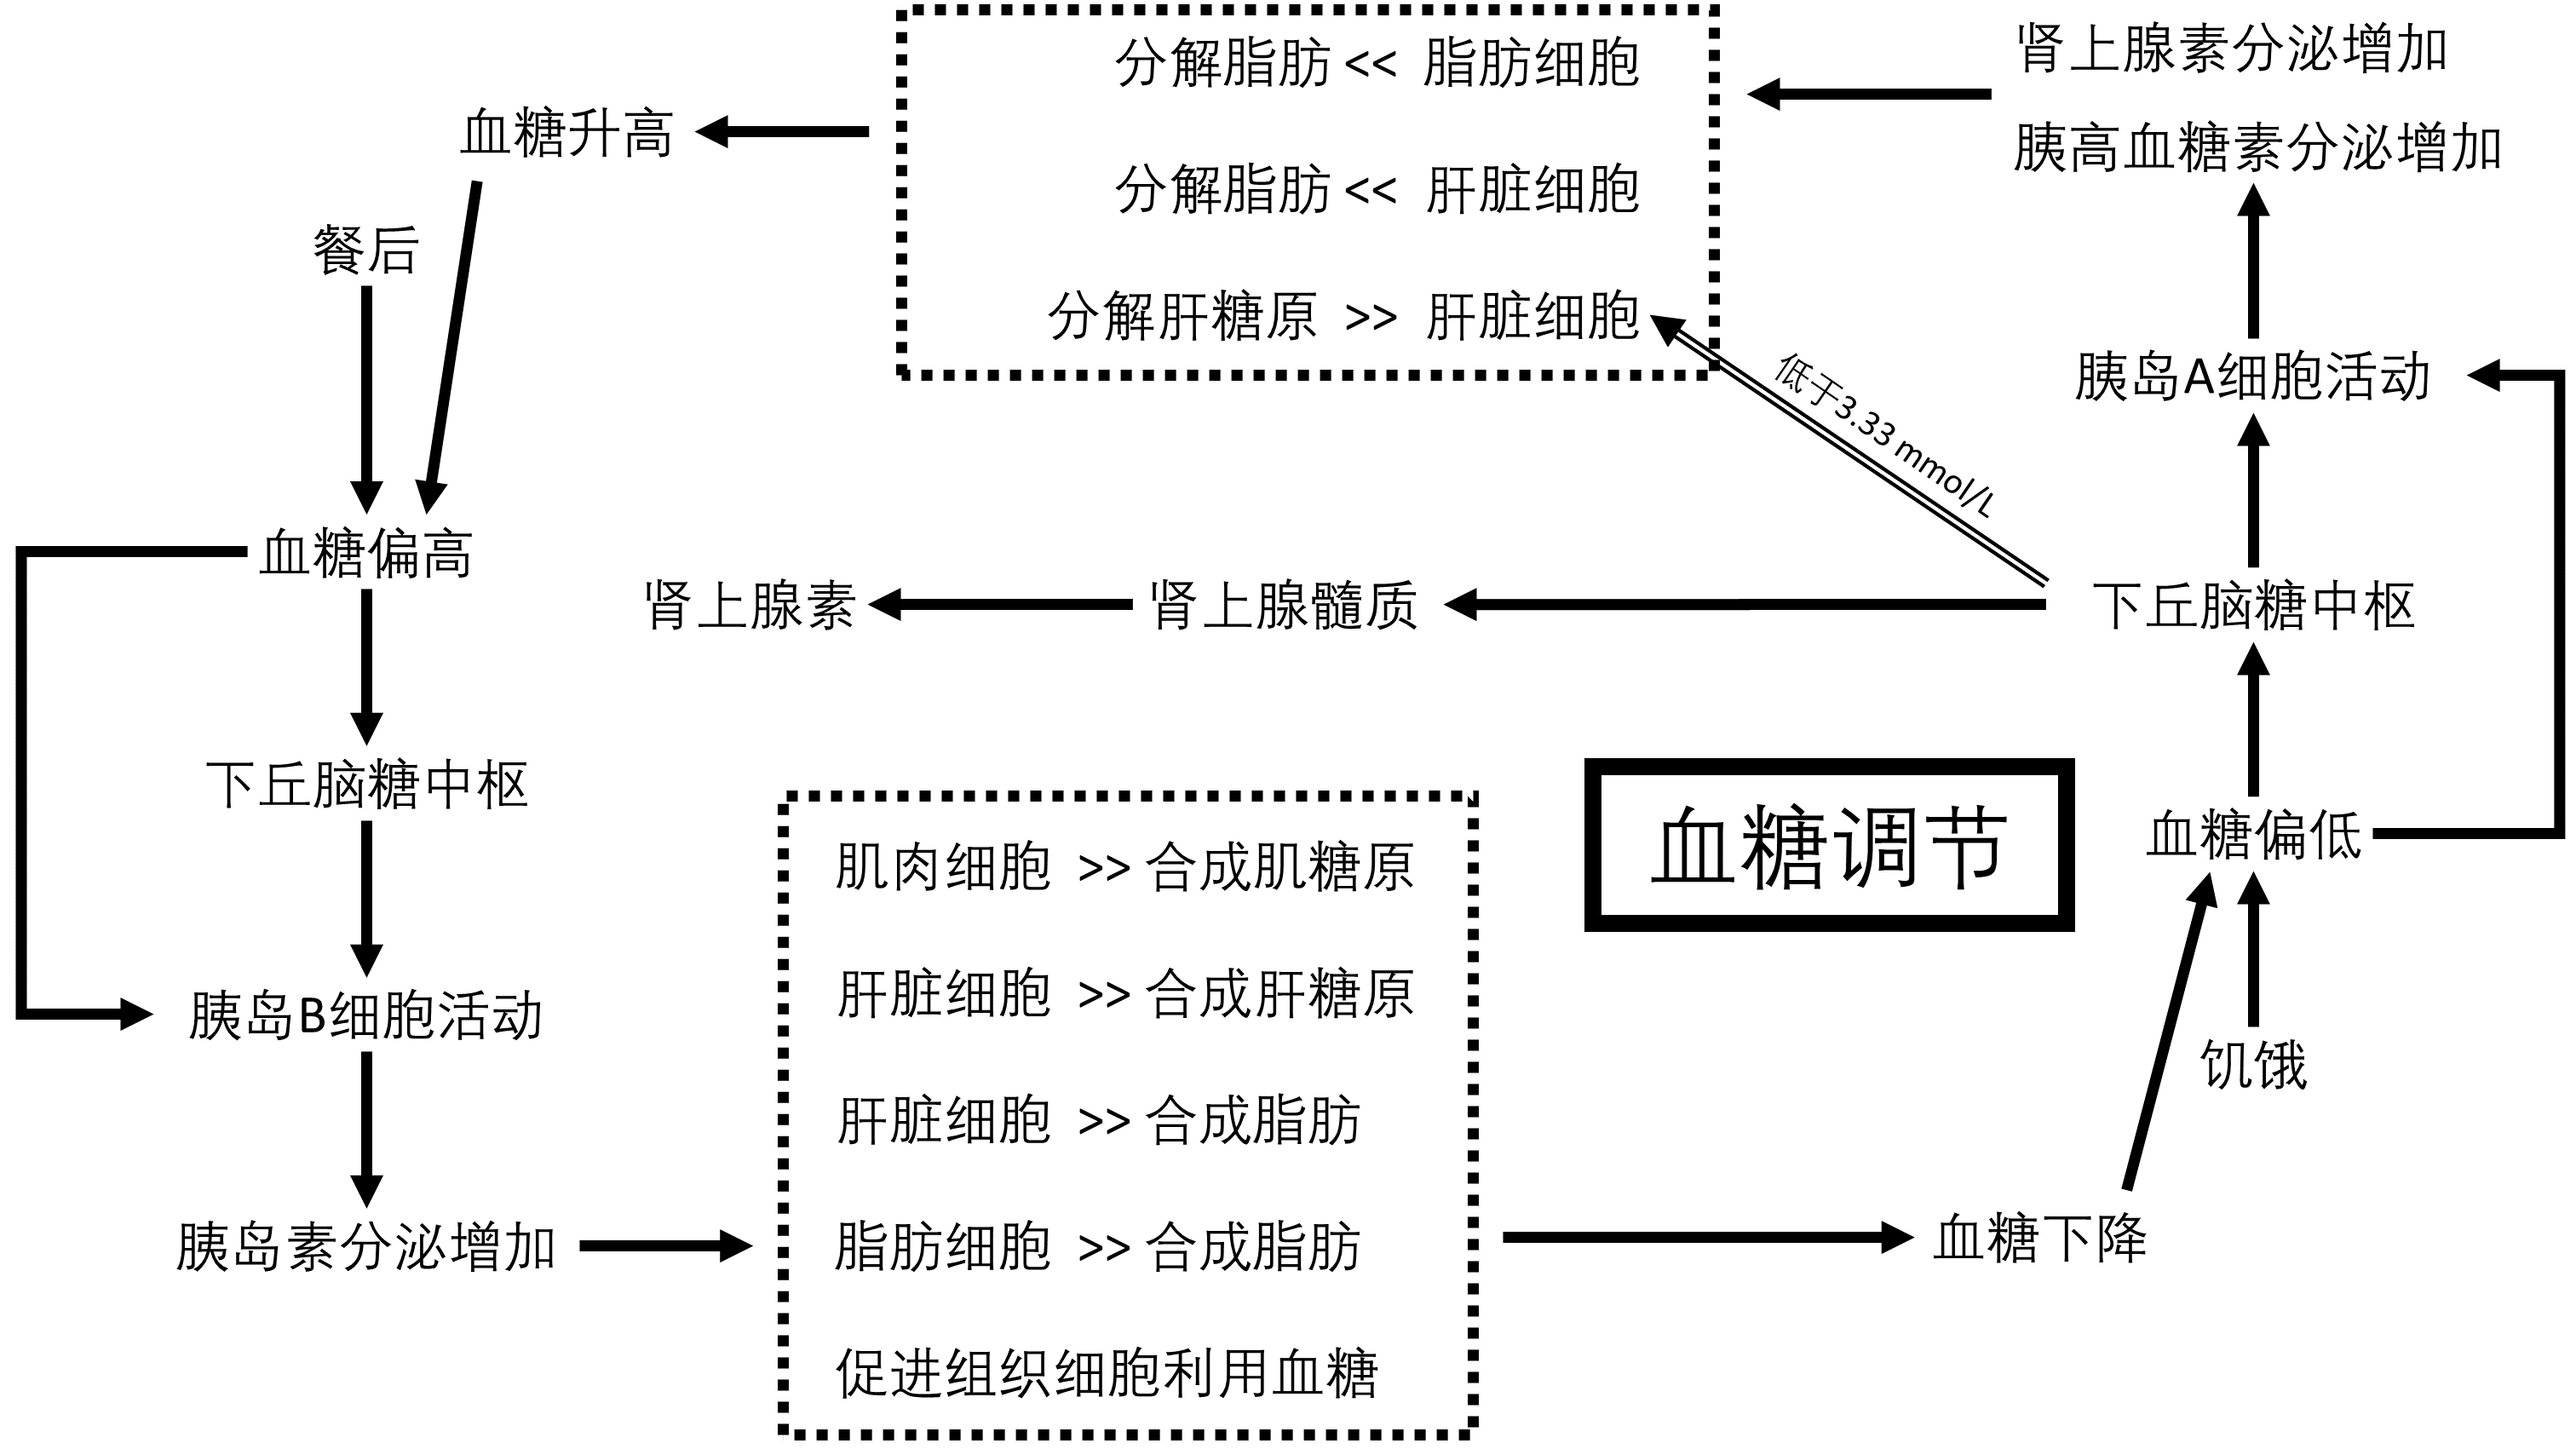 分解脂肪 << 脂肪细胞
分解脂肪 << 肝脏细胞
分解肝糖原 >> 肝脏细胞
肾上腺素分泌增加
胰高血糖素分泌增加
血糖升高
餐后
血糖偏高
下丘脑糖中枢
胰岛B细胞活动
胰岛素分泌增加
肾上腺素
肾上腺髓质
低于3.33 mmol/L
胰岛A细胞活动
下丘脑糖中枢
血糖调节
血糖偏低
饥饿
血糖下降
肌肉细胞 >> 合成肌糖原
肝脏细胞 >> 合成肝糖原
肝脏细胞 >> 合成脂肪
脂肪细胞 >> 合成脂肪
促进组织细胞利用血糖